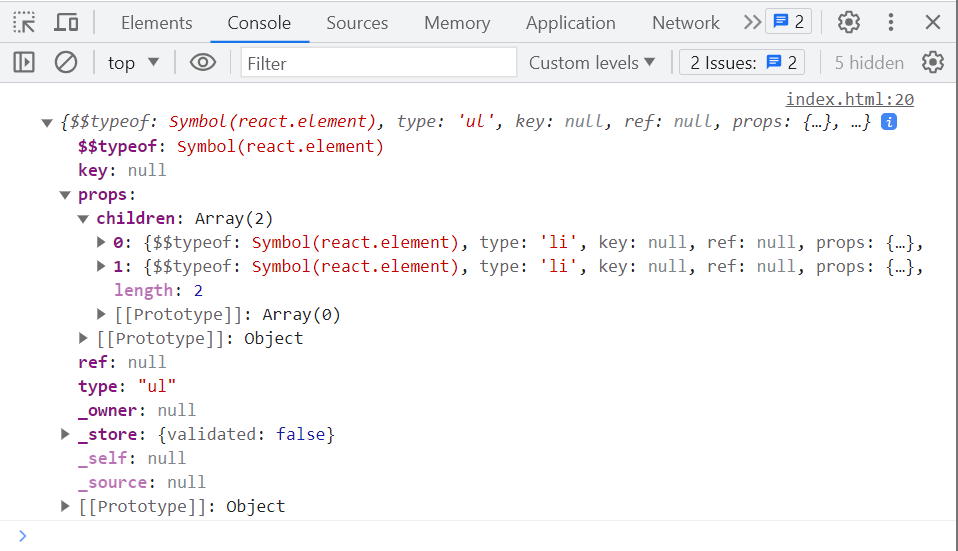 Elements Console Sources Memory Application Network 2
top Filter Custom levels 2 Issues: 2 5 hidden
index.html:20
{$$typeof: Symbol(react.element), type: 'ul', key: null, ref: null, props: {…}, …} i
$$typeof: Symbol(react.element)
key: null
props:
children: Array(2)
0: {$$typeof: Symbol(react.element), type: 'li', key: null, ref: null, props: {…},
1: {$$typeof: Symbol(react.element), type: 'li', key: null, ref: null, props: {…},
length: 2
[[Prototype]]: Array(0)
[[Prototype]]: Object
ref: null
type: "ul"
_owner: null
_store: {validated: false}
_self: null
_source: null
[[Prototype]]: Object